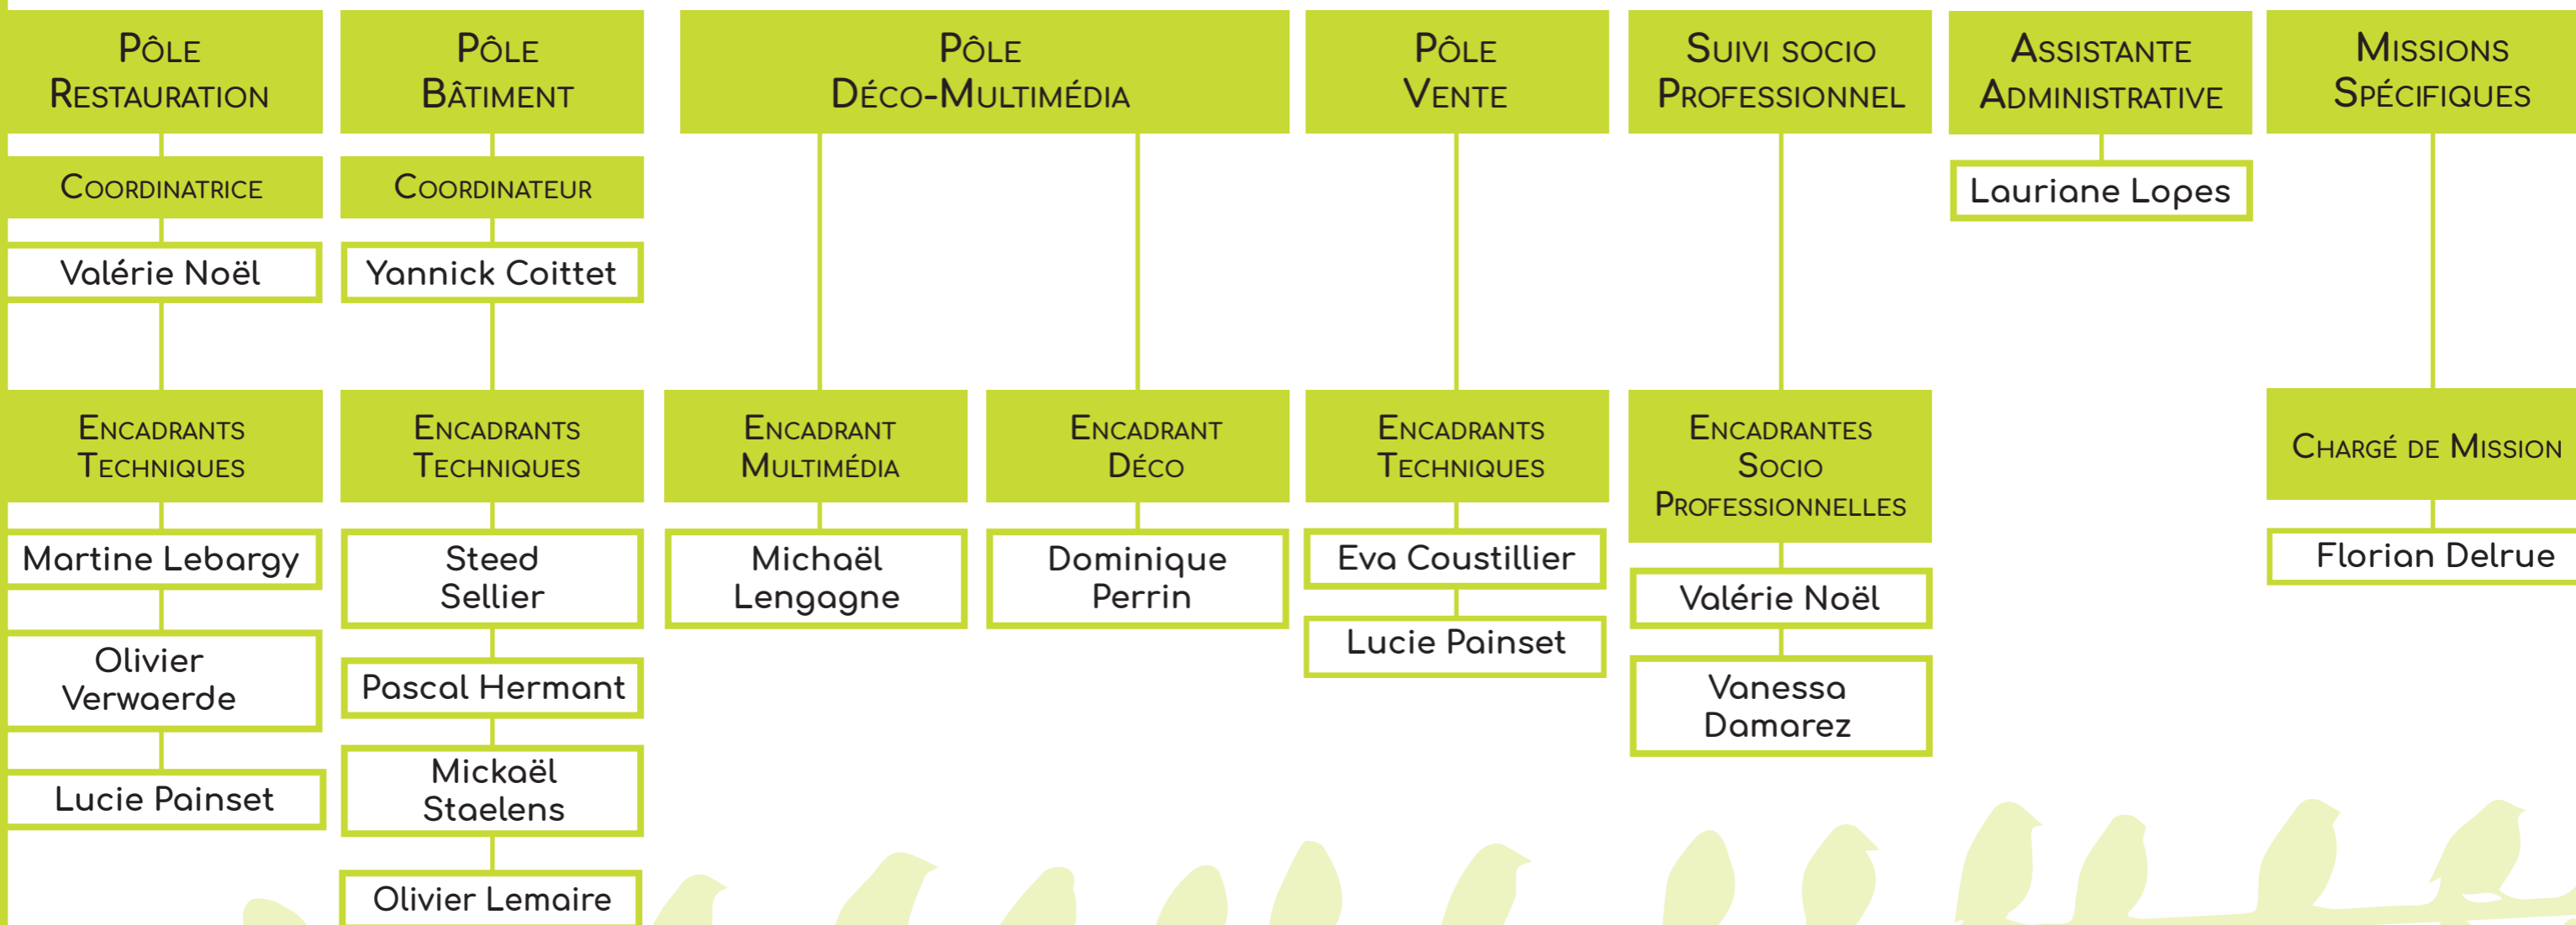 Pôle
Restauration
Coordinatrice
Valérie Noël
Encadrants
Techniques
Martine Lebargy
Olivier
Verwaerde
Lucie Painset
Pôle
Bâtiment
Coordinateur
Yannick Coittet
Encadrants
Techniques
Steed
Sellier
Pascal Hermant
Mickaël
Staelens
Olivier Lemaire
Pôle
Déco-Multimédia
Encadrant
Multimédia
Michaël
Lengagne
Encadrant
Déco
Dominique
Perrin
Pôle
Vente
Encadrants
Techniques
Eva Coustillier
Lucie Painset
Suivi socio
Professionnel
Encadrantes
Socio
Professionnelles
Valérie Noël
Vanessa
Damarez
Assistante
Administrative
Lauriane Lopes
Missions
Spécifiques
Chargé de Mission
Florian Delrue